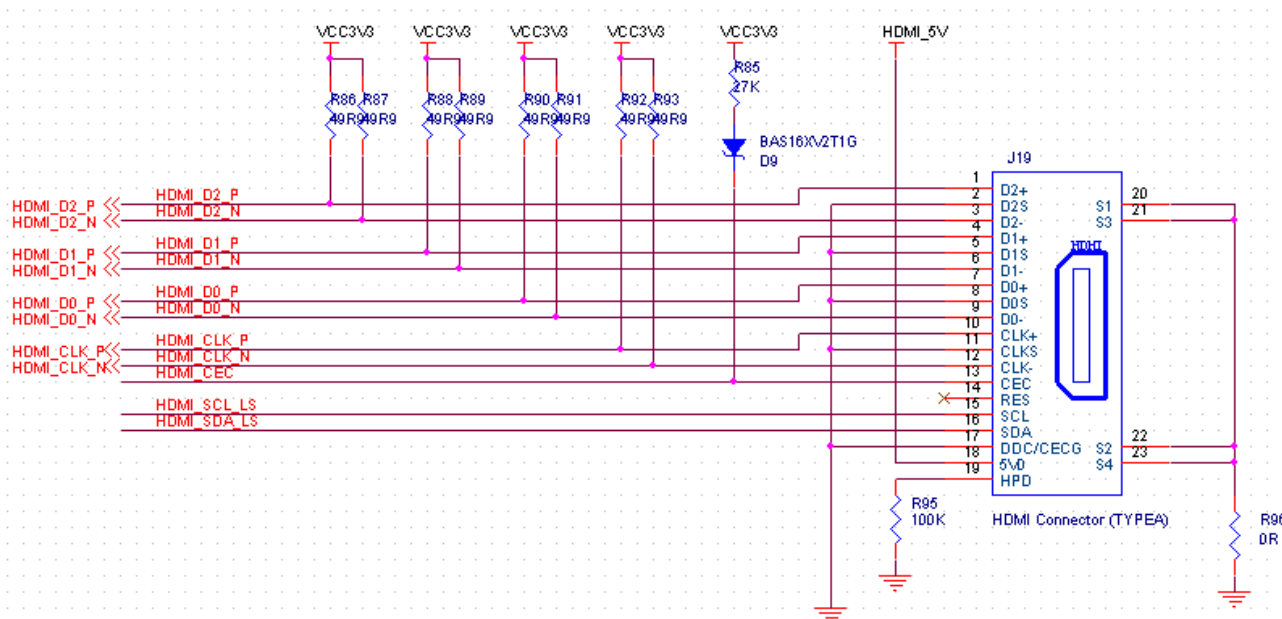 VCC3V3 VCC3V3 VCC3V3 VCC3V3 VCC3V3 HDMI_5V
R85
27K
R86 R87 R88 R89 R90 R91 R92 R93
49R9 49R9 49R9 49R9 49R9 49R9 49R9 49R9
BAS16XV2T1G
D9
J19
HDMI_D2_P HDMI_D2_P 1 D2+
HDMI_D2_N HDMI_D2_N 2 D2S
3 D2-
HDMI_D1_P HDMI_D1_P 4 D1+
HDMI_D1_N HDMI_D1_N 5 D1S
6 D1-
HDMI_D0_P HDMI_D0_P 7 D0+
HDMI_D0_N HDMI_D0_N 8 D0S
9 D0-
HDMI_CLK_P HDMI_CLK_P 10 CLK+
HDMI_CLK_N HDMI_CLK_N 11 CLKS
12 CLK-
HDMI_CEC 13 CEC
14 RES
HDMI_SCL_LS 15 SCL
HDMI_SDA_LS 16 SDA
17 DDC/CECG
18 5V0
19 HPD
S1 20
S3 21
HDMI
S2 22
S4 23
R95
100K
HDMI Connector (TYPEA)
R96
0R